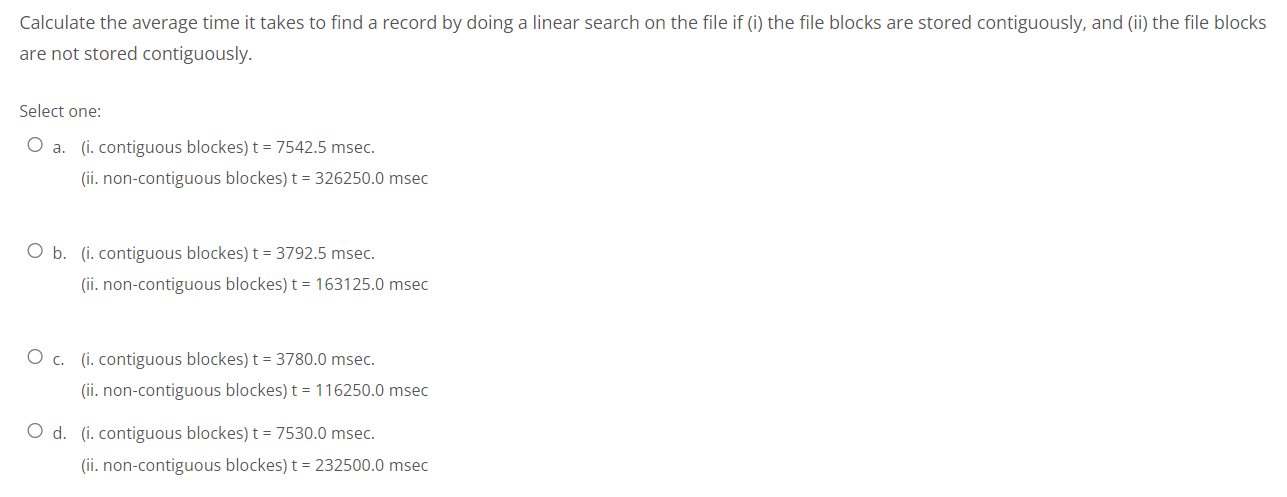 Calculate the average time it takes to find a record by doing a linear search on the file if (i) the file blocks are stored contiguously, and (ii) the file blocks
are not stored contiguously.
Select one:
a. (i. contiguous blockes) t = 7542.5 msec.
(ii. non-contiguous blockes) t = 326250.0 msec
b. (i. contiguous blockes) t = 3792.5 msec.
(ii. non-contiguous blockes) t = 163125.0 msec
c. (i. contiguous blockes) t = 3780.0 msec.
(ii. non-contiguous blockes) t = 116250.0 msec
d. (i. contiguous blockes) t = 7530.0 msec.
(ii. non-contiguous blockes) t = 232500.0 msec